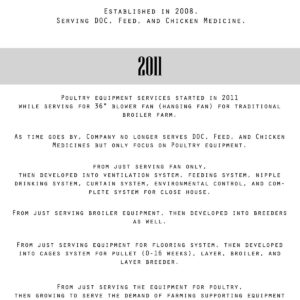 Established in 2008.
Serving DOC, Feed, and Chicken Medicine.
2011
Poultry equipment services started in 2011
while serving for 36" blower fan (hanging fan) for traditional
broiler farm.
As time goes by, Company no longer serves DOC, Feed, and Chicken
Medicines but only focus on Poultry equipment.
from just serving fan only,
then developed into ventilation system, feeding system, nipple
drinking system, curtain system, environmental control, and com-
plete system for close house.
From just serving broiler equipment, then developed into breeders
as well.
From just serving equipment for flooring system, then developed
into cages system for pullet (0-16 weeks), layer, broiler, and
layer breeder.
From just serving the equipment for poultry,
then growing to serve the demand of farming supporting equipment